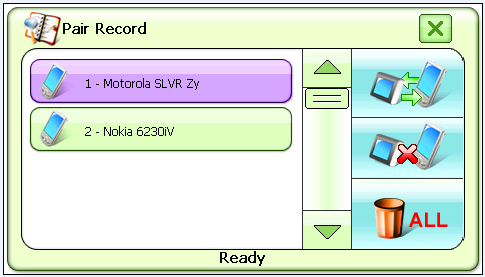 Pair Record
1 - Motorola SLVR Zy
2 - Nokia 6230iV
ALL
Ready